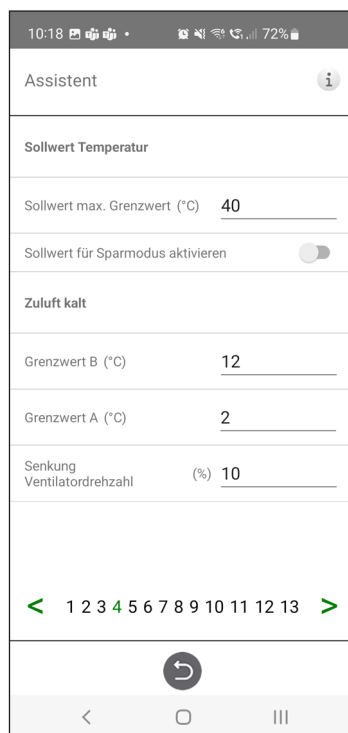 10:18 72%
Assistent i
Sollwert Temperatur
Sollwert max. Grenzwert (°C) 40
Sollwert für Sparmodus aktivieren
Zuluft kalt
Grenzwert B (°C) 12
Grenzwert A (°C) 2
Senkung
Ventilatordrehzahl (%) 10
< 1 2 3 4 5 6 7 8 9 10 11 12 13 >